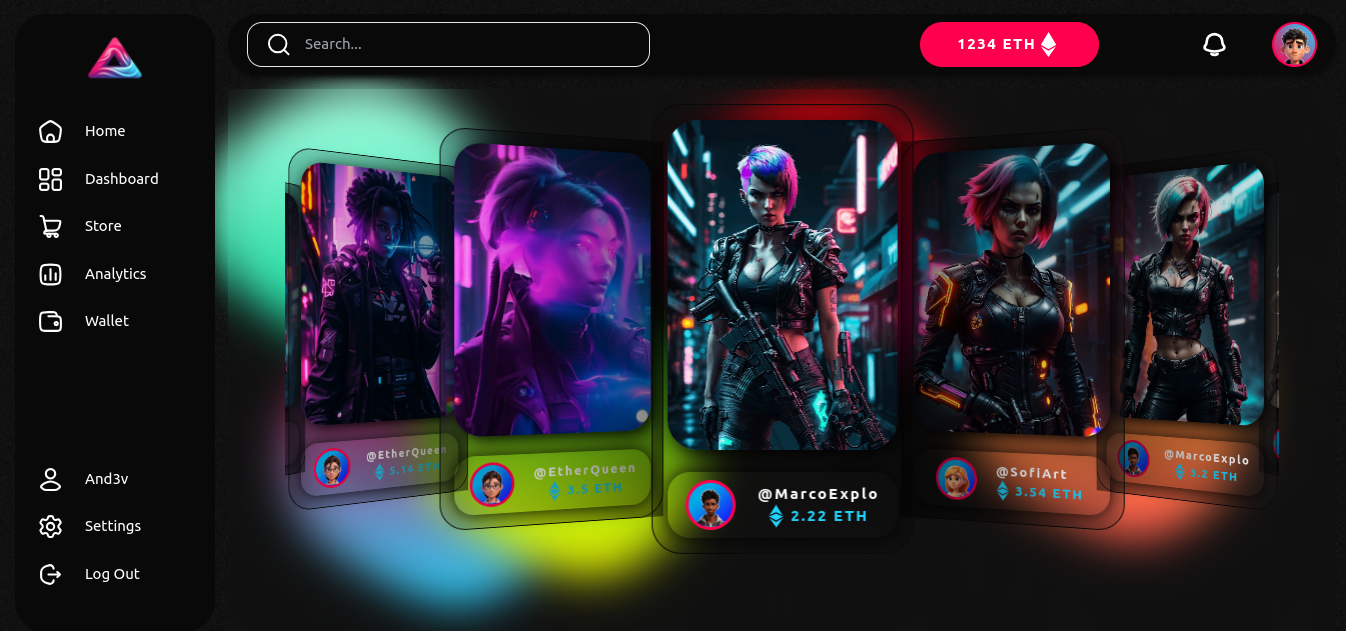 Search...
1234 ETH
Home
Dashboard
Store
Analytics
Wallet
And3v
Settings
Log Out
@EtherQueen
5.14 ETH
@EtherQueen
3.5 ETH
@MarcoExplo
2.22 ETH
@SofiArt
3.54 ETH
@MarcoExplo
3.2 ETH